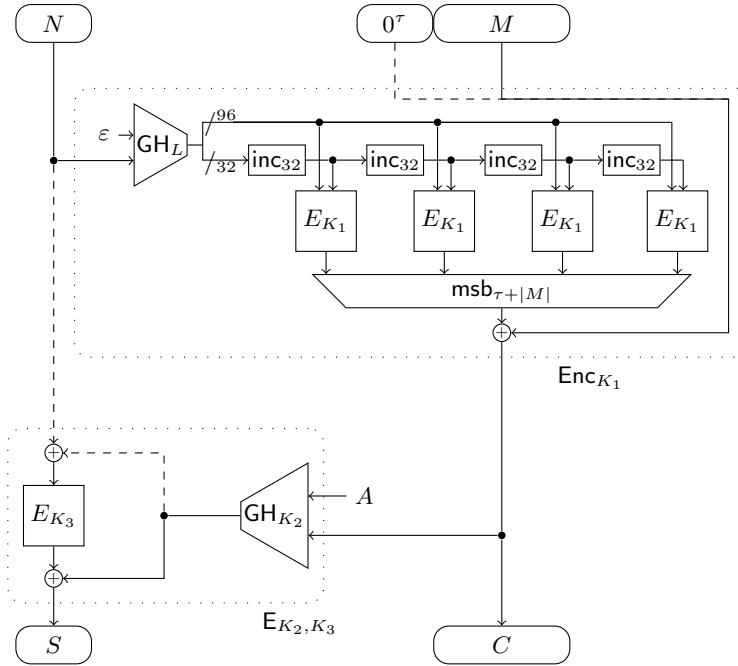 N 0^τ M
96
ε GH_L
32 inc_32 inc_32 inc_32 inc_32
E_{K_1} E_{K_1} E_{K_1} E_{K_1}
msb_{τ+|M|}
Enc_{K_1}
E_{K_3} GH_{K_2} A
E_{K_2,K_3}
S C